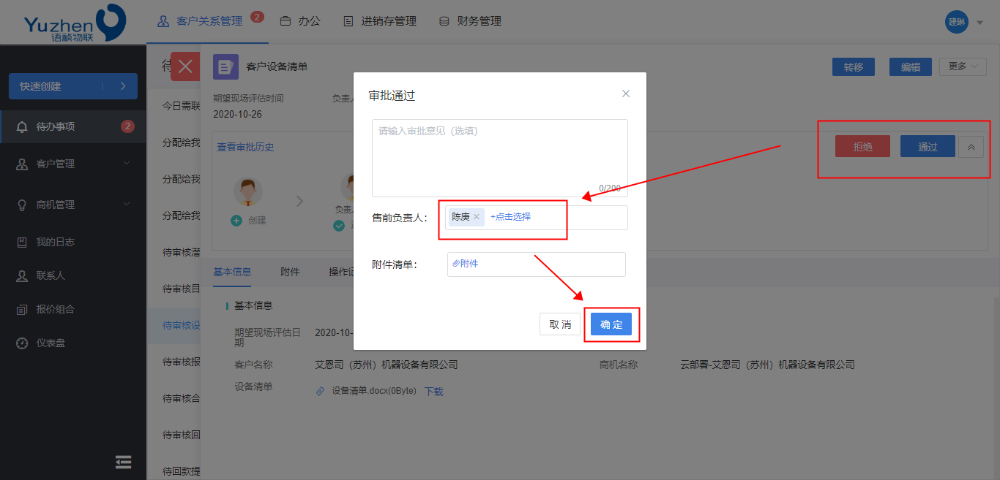 Yuzhen
语祯物联
客户关系管理 2
办公
进销存管理
财务管理
建琳
快速创建
待办事项 2
客户管理
商机管理
我的日志
联系人
报价组合
仪表盘
待
今日需联
分配给我
分配给我
分配给我
待审核潜
待审核目
待审核设
待审核报
待审核合
待审核回
待回款提
客户设备清单
转移
编辑
更多
期望现场评估时间
负责人
2020-10-26
查看审批历史
拒绝
通过
创建
负责
基本信息
附件
操作记
基本信息
期望现场评估日期
2020-10-
客户名称
艾恩司（苏州）机器设备有限公司
商机名称
云部署-艾恩司（苏州）机器设备有限公司
设备清单
设备清单.docx(0Byte) 下载
审批通过
请输入审批意见（选填）
0/200
售前负责人：
陈庚
+点击选择
附件清单：
附件
取 消
确 定